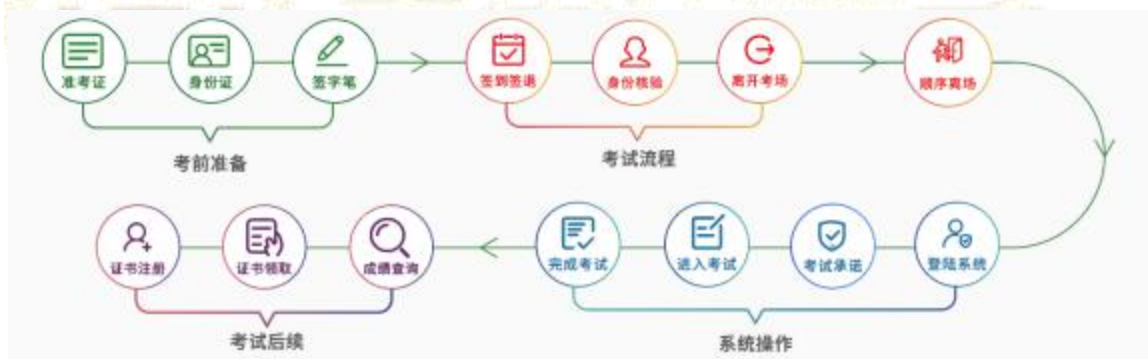 准考证
身份证
签字笔
签到签退
身份核验
离开考场
顺序离场
考前准备
考试流程
登陆系统
考试承诺
进入考试
完成考试
成绩查询
证书领取
证书注册
系统操作
考试后续